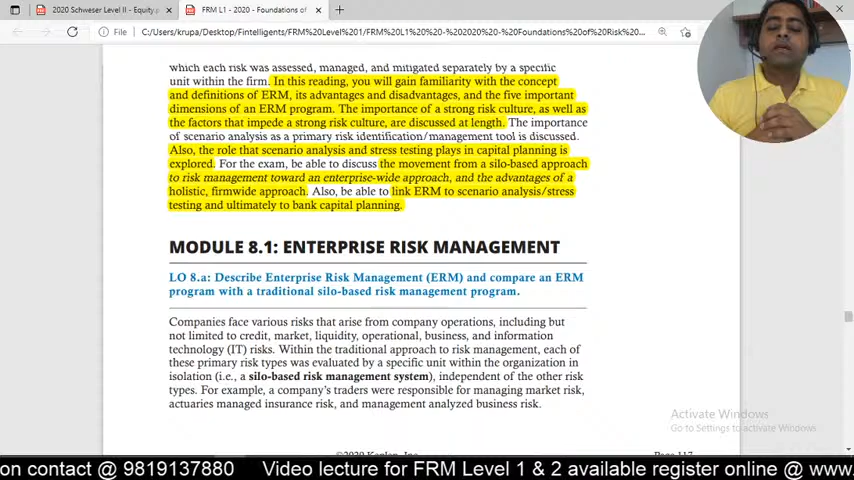 2020 Schweser Level II - Equity.p
FRM L1 - 2020 - Foundations of
File
C:/Users/krupa/Desktop/Fintelligents/FRM%20Level%201/FRM%20L1%20%20-%202020%20-%20Foundations%20of%20Risk
which each risk was assessed, managed, and mitigated separately by a specific
unit within the firm. In this reading, you will gain familiarity with the concept
and definitions of ERM, its advantages and disadvantages, and the five important
dimensions of an ERM program. The importance of a strong risk culture, as well as
the factors that impede a strong risk culture, are discussed at length. The importance
of scenario analysis as a primary risk identification/management tool is discussed.
Also, the role that scenario analysis and stress testing plays in capital planning is
explored. For the exam, be able to discuss the movement from a silo-based approach
to risk management toward an enterprise-wide approach, and the advantages of a
holistic, firmwide approach. Also, be able to link ERM to scenario analysis/stress
testing and ultimately to bank capital planning.
MODULE 8.1: ENTERPRISE RISK MANAGEMENT
LO 8.a: Describe Enterprise Risk Management (ERM) and compare an ERM
program with a traditional silo-based risk management program.
Companies face various risks that arise from company operations, including but
not limited to credit, market, liquidity, operational, business, and information
technology (IT) risks. Within the traditional approach to risk management, each of
these primary risk types was evaluated by a specific unit within the organization in
isolation (i.e., a silo-based risk management system), independent of the other risk
types. For example, a company's traders were responsible for managing market risk,
actuaries managed insurance risk, and management analyzed business risk.
Activate Windows
Go to Settings to activate Windows.
©2020 Kaplan, Inc.
Page 117
on contact @ 9819137880 Video lecture for FRM Level 1 & 2 available register online @ www.